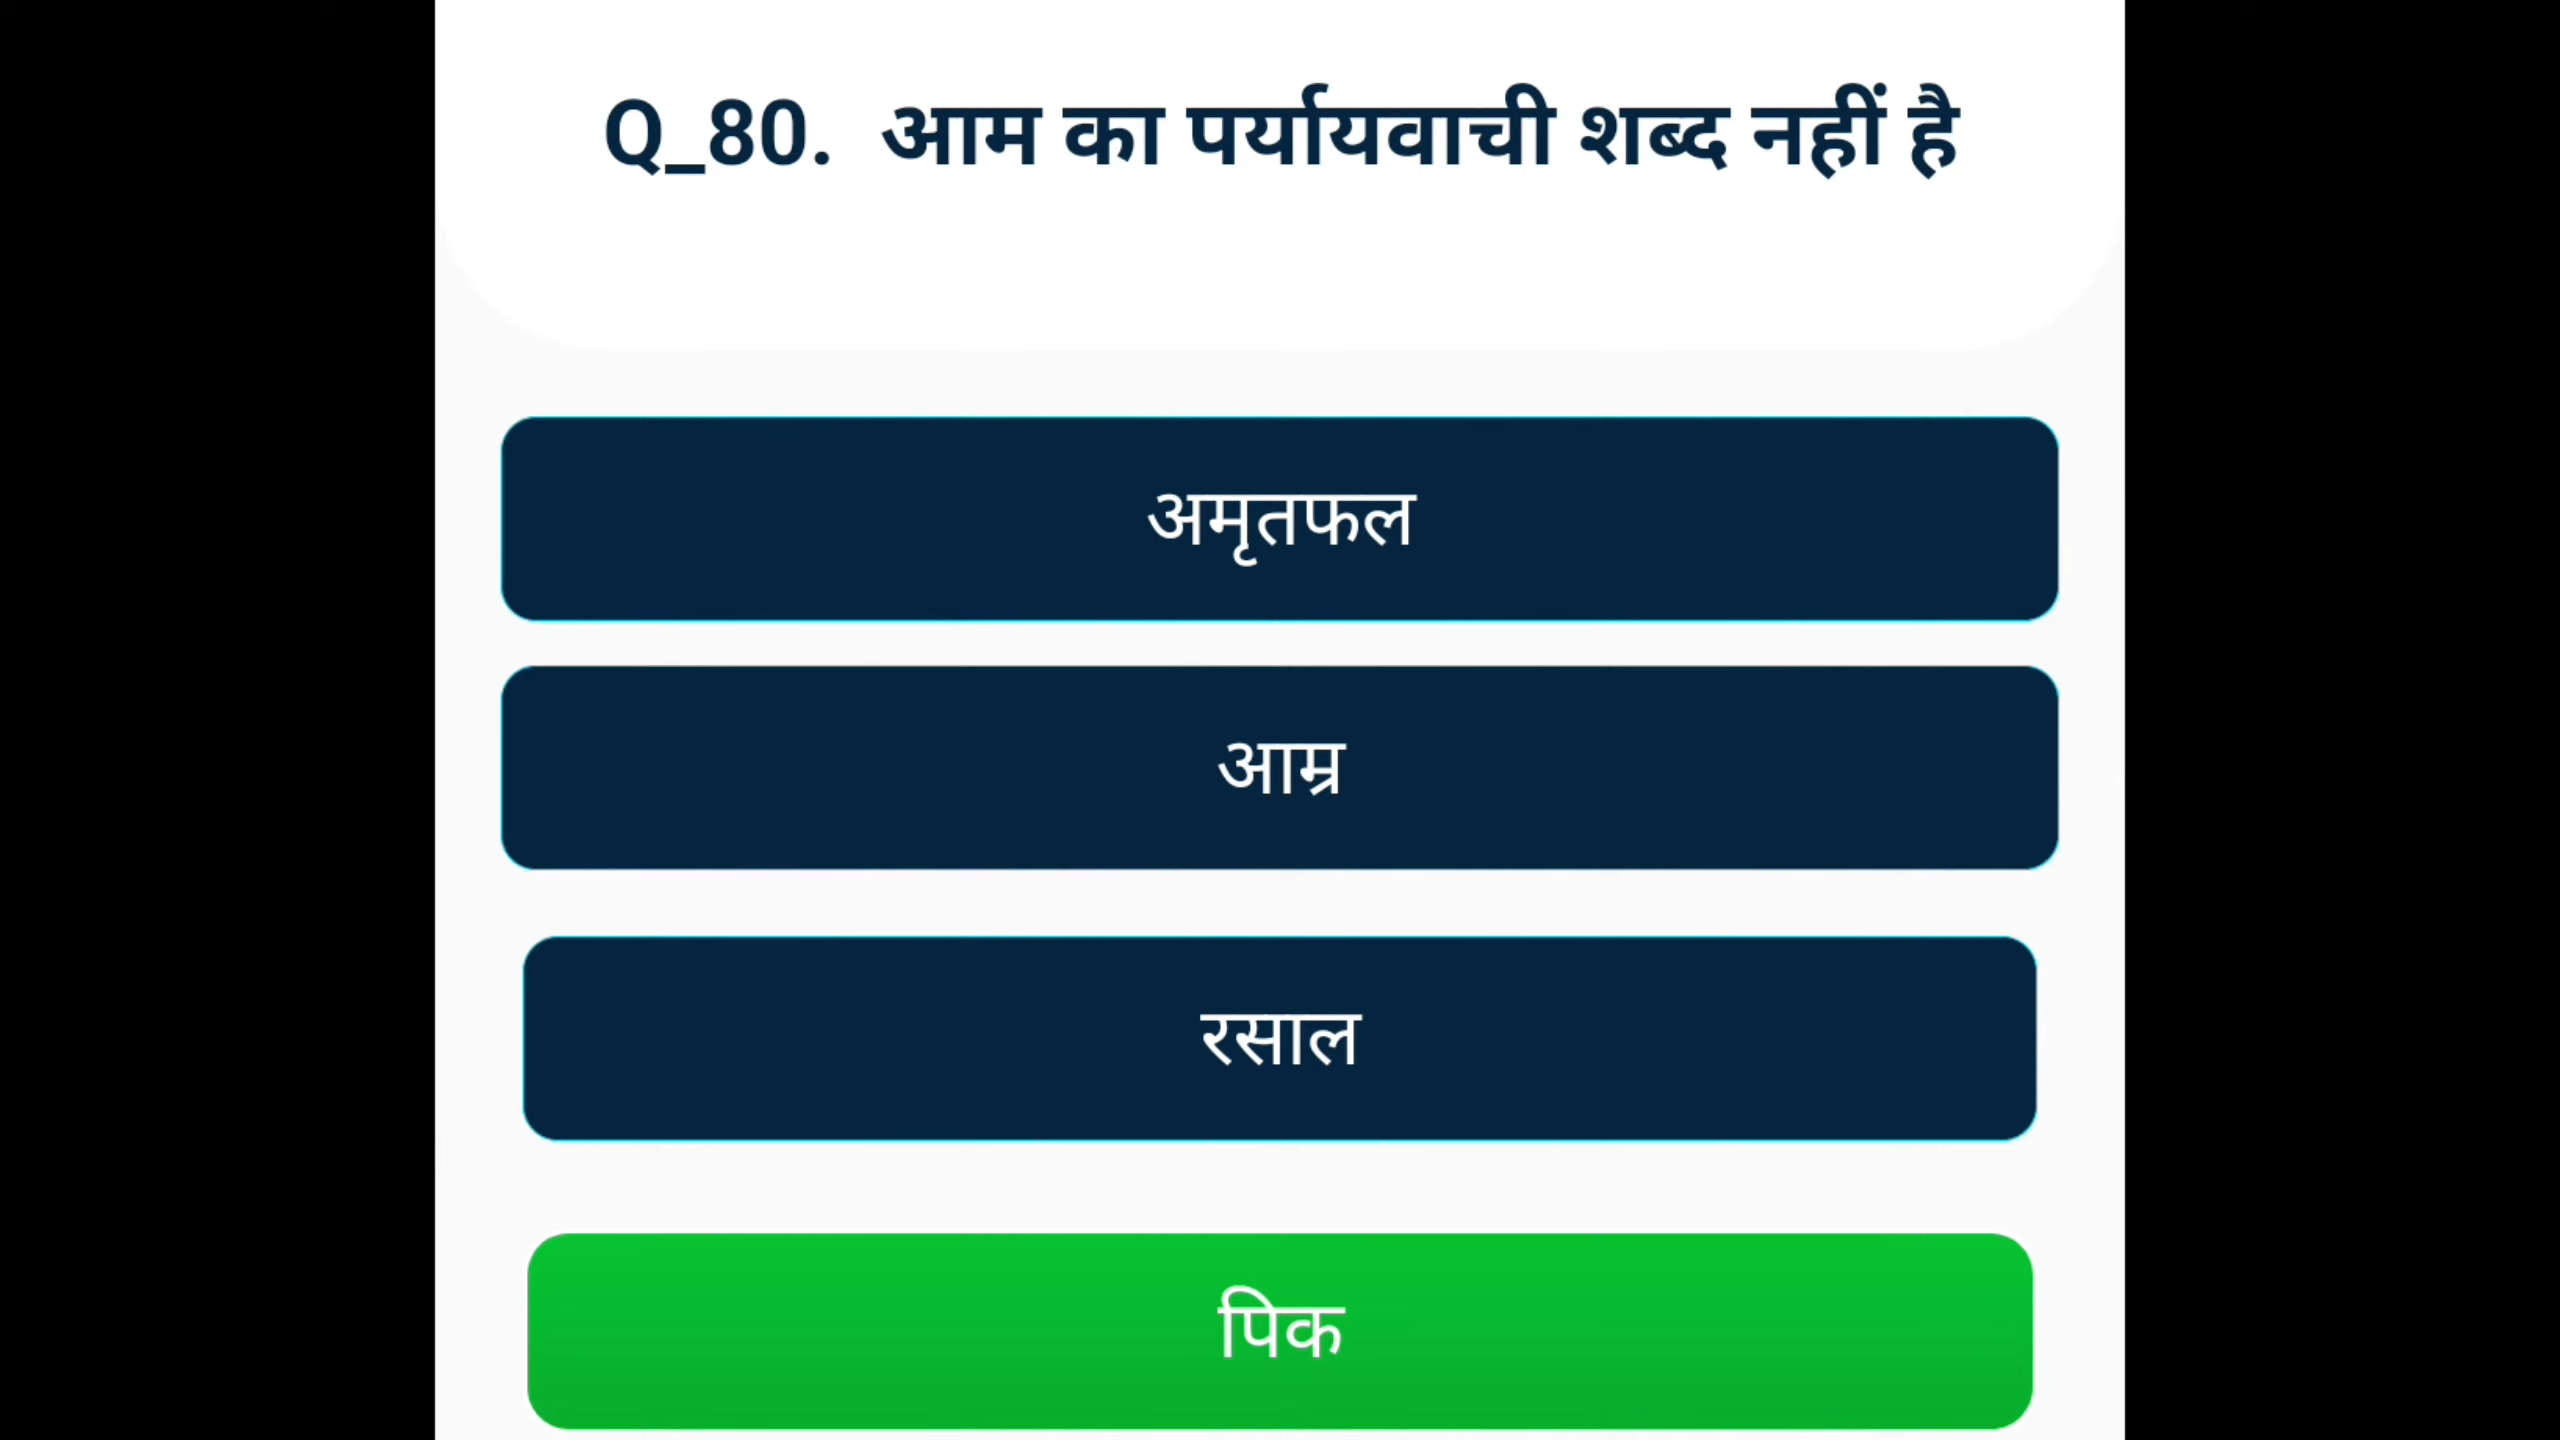 Q_80. आम का पर्यायवाची शब्द नहीं है
अमृतफल
आम्र
रसाल
पिक